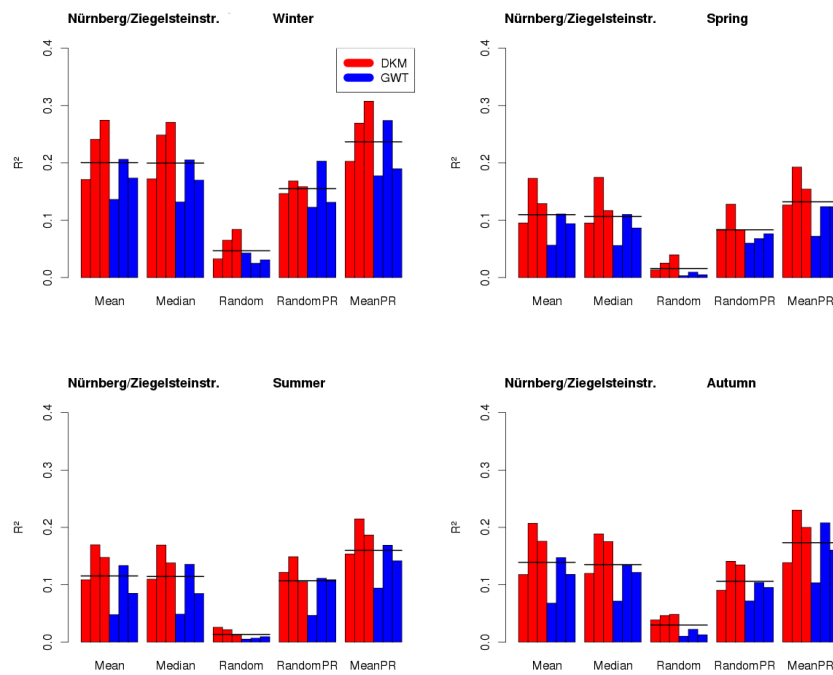 Nürnberg/Ziegelsteinstr. Winter
R²
0.0 0.1 0.2 0.3 0.4
DKM
GWT
Mean Median Random RandomPR MeanPR
Nürnberg/Ziegelsteinstr. Spring
R²
0.0 0.1 0.2 0.3 0.4
Mean Median Random RandomPR MeanPR
Nürnberg/Ziegelsteinstr. Summer
R²
0.0 0.1 0.2 0.3 0.4
Mean Median Random RandomPR MeanPR
Nürnberg/Ziegelsteinstr. Autumn
R²
0.0 0.1 0.2 0.3 0.4
Mean Median Random RandomPR MeanPR